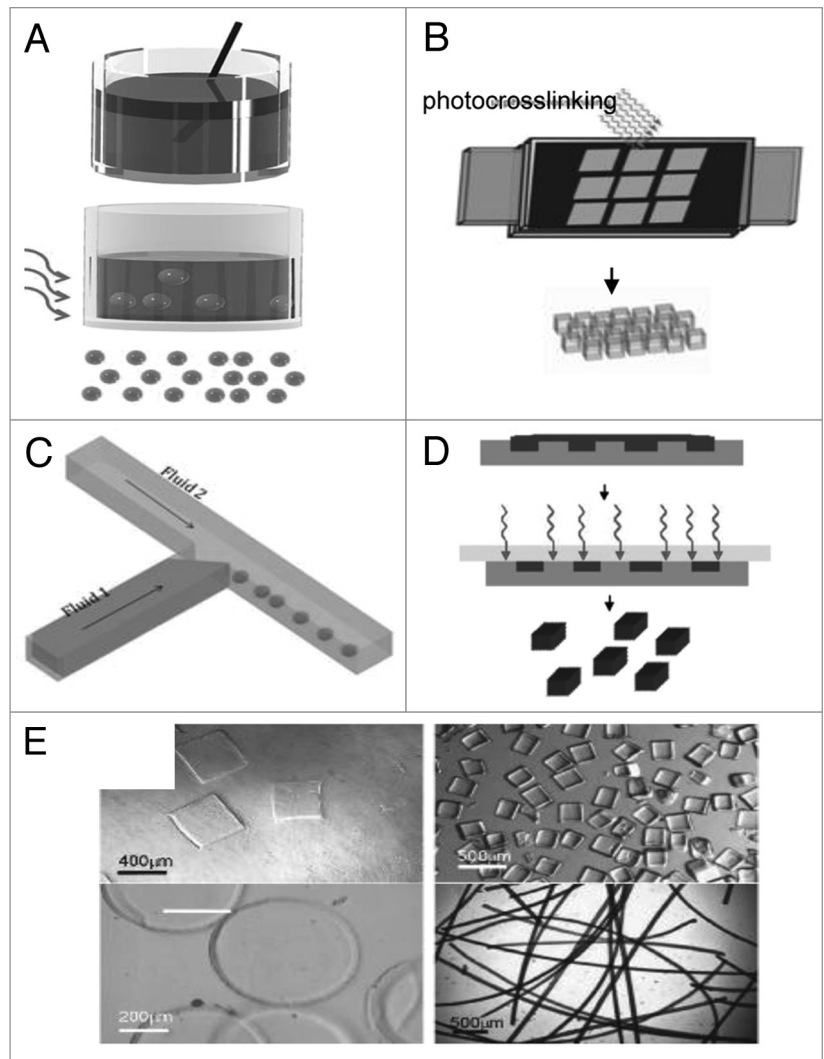 A
B
photocrosslinking
C
Fluid 2
Fluid 1
D
E
400µm
500µm
200µm
500µm